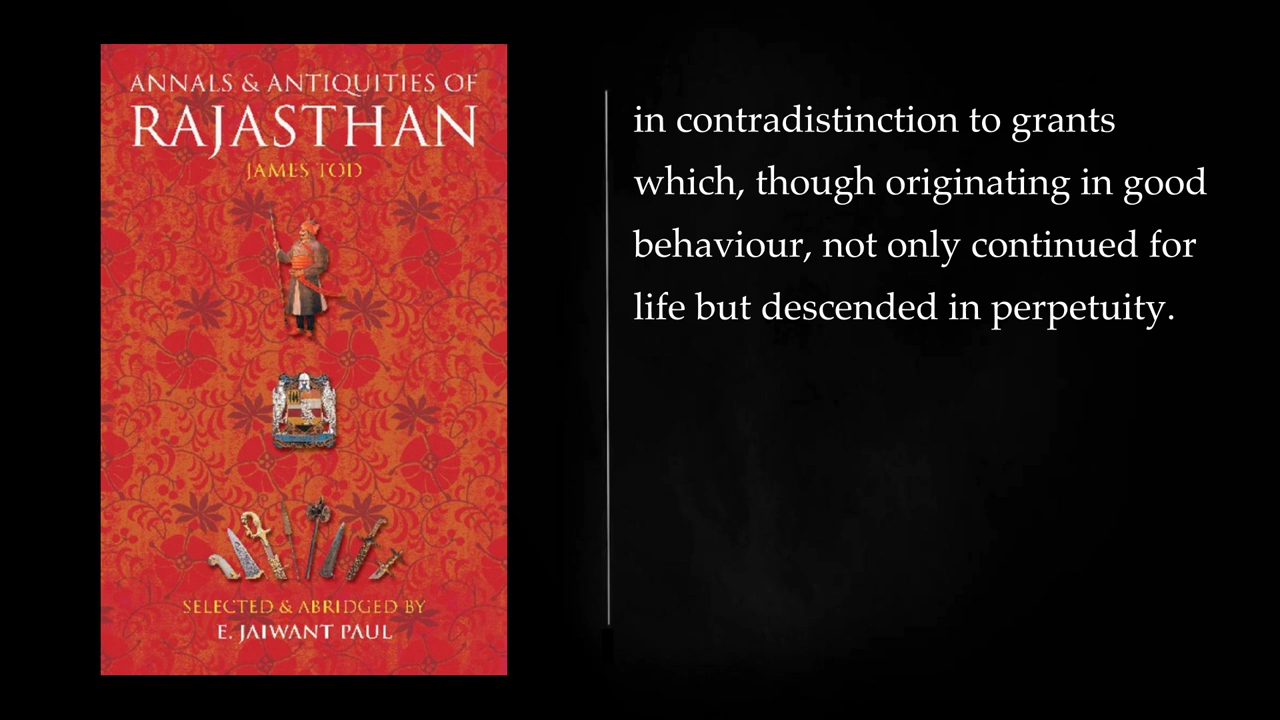 ANNALS & ANTIQUITIES OF
RAJASTHAN
JAMES TOD
SELECTED & ABRIDGED BY
E. JAIWANT PAUL
in contradistinction to grants
which, though originating in good
behaviour, not only continued for
life but descended in perpetuity.